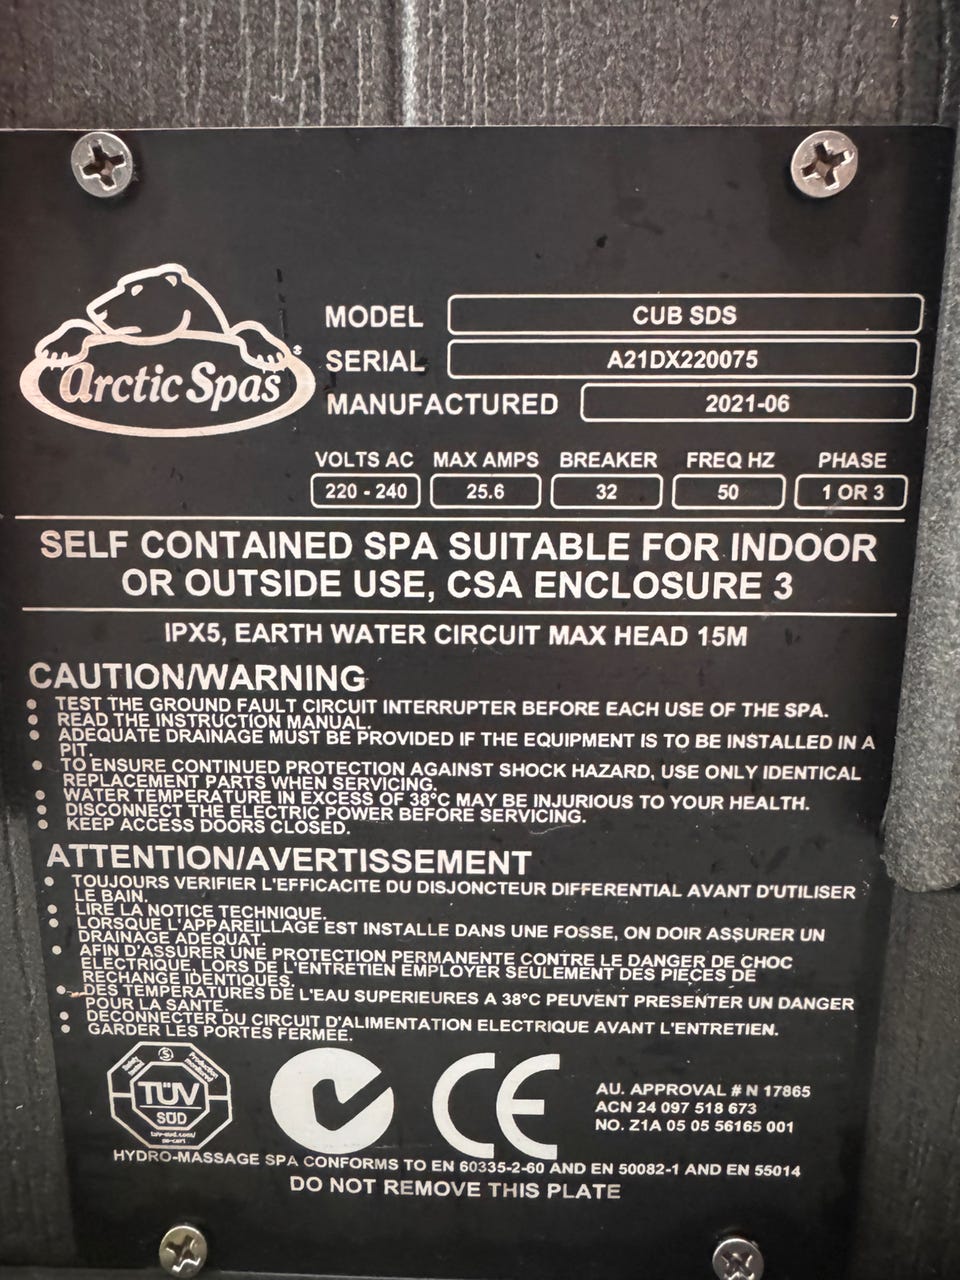 arctic Spas
MODEL CUB SDS
SERIAL A21DX220075
MANUFACTURED 2021-06
VOLTS AC MAX AMPS BREAKER FREQ HZ PHASE
220 - 240 25.6 32 50 1 OR 3
SELF CONTAINED SPA SUITABLE FOR INDOOR
OR OUTSIDE USE, CSA ENCLOSURE 3
IPX5, EARTH WATER CIRCUIT MAX HEAD 15M
CAUTION/WARNING
• TEST THE GROUND FAULT CIRCUIT INTERRUPTER BEFORE EACH USE OF THE SPA.
• READ THE INSTRUCTION MANUAL.
• ADEQUATE DRAINAGE MUST BE PROVIDED IF THE EQUIPMENT IS TO BE INSTALLED IN A
PIT.
• TO ENSURE CONTINUED PROTECTION AGAINST SHOCK HAZARD, USE ONLY IDENTICAL
REPLACEMENT PARTS WHEN SERVICING.
• WATER TEMPERATURE IN EXCESS OF 38°C MAY BE INJURIOUS TO YOUR HEALTH.
• DISCONNECT THE ELECTRIC POWER BEFORE SERVICING.
• KEEP ACCESS DOORS CLOSED.
ATTENTION/AVERTISSEMENT
• TOUJOURS VERIFIER L'EFFICACITE DU DISJONCTEUR DIFFERENTIAL AVANT D'UTILISER
LE BAIN.
• LIRE LA NOTICE TECHNIQUE.
• LORSQUE L'APPAREILLAGE EST INSTALLE DANS UNE FOSSE, ON DOIR ASSURER UN
DRAINAGE ADEQUAT.
• AFIN D'ASSURER UNE PROTECTION PERMANENTE CONTRE LE DANGER DE CHOC
ELECTRIQUE, LORS DE L'ENTRETIEN EMPLOYER SEULEMENT DES PIECES DE
RECHANGE IDENTIQUES.
• DES TEMPERATURES DE L'EAU SUPERIEURES A 38°C PEUVENT PRESENTER UN DANGER
POUR LA SANTE.
• DECONNECTER DU CIRCUIT D'ALIMENTATION ELECTRIQUE AVANT L'ENTRETIEN.
• GARDER LES PORTES FERMEE.
Production
monitored
TÜV
SÜD
CE
AU. APPROVAL # N 17865
ACN 24 097 518 673
NO. Z1A 05 05 56165 001
HYDRO-MASSAGE SPA CONFORMS TO EN 60335-2-60 AND EN 50082-1 AND EN 55014
DO NOT REMOVE THIS PLATE